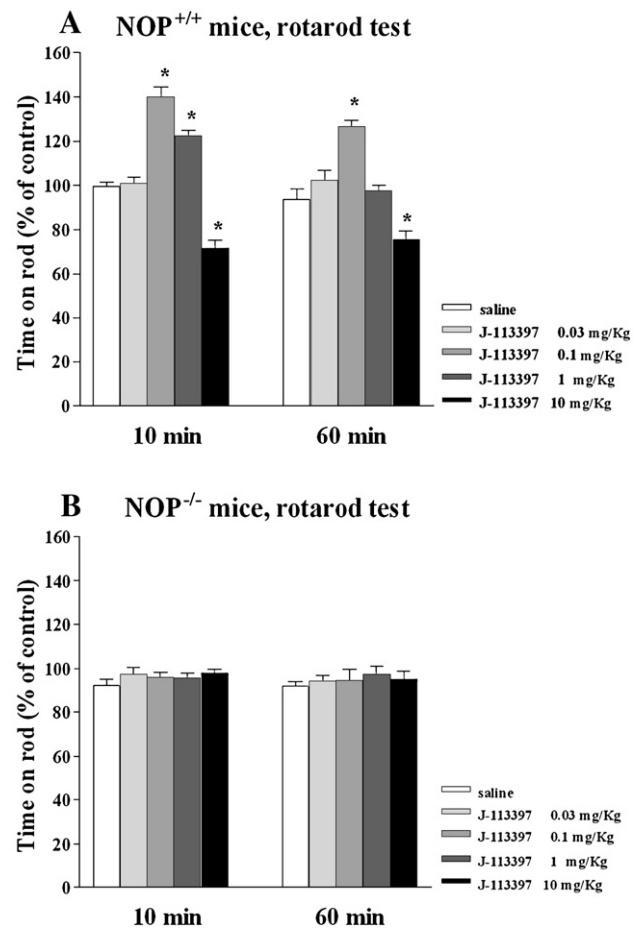 A NOP+/+ mice, rotarod test
160
140
120
100
80
60
40
20
0
Time on rod (% of control)
* * *
* *
10 min 60 min
saline
J-113397 0.03 mg/Kg
J-113397 0.1 mg/Kg
J-113397 1 mg/Kg
J-113397 10 mg/Kg
B NOP-/- mice, rotarod test
160
140
120
100
80
60
40
20
0
Time on rod (% of control)
10 min 60 min
saline
J-113397 0.03 mg/Kg
J-113397 0.1 mg/Kg
J-113397 1 mg/Kg
J-113397 10 mg/Kg